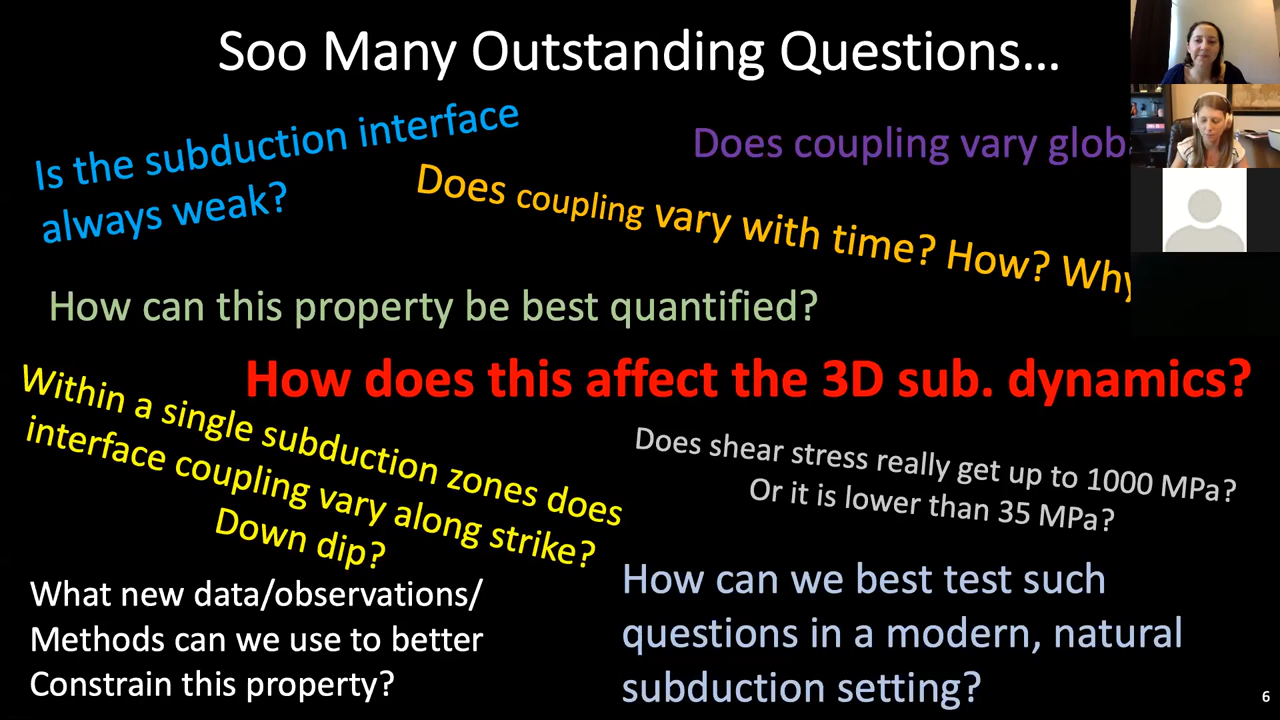 Soo Many Outstanding Questions...
Is the subduction interface
always weak?
Does coupling vary glob
Does coupling vary with time? How? Why
How can this property be best quantified?
How does this affect the 3D sub. dynamics?
Within a single subduction zones does
interface coupling vary along strike?
Down dip?
Does shear stress really get up to 1000 MPa?
Or it is lower than 35 MPa?
What new data/observations/
Methods can we use to better
Constrain this property?
How can we best test such
questions in a modern, natural
subduction setting?
6